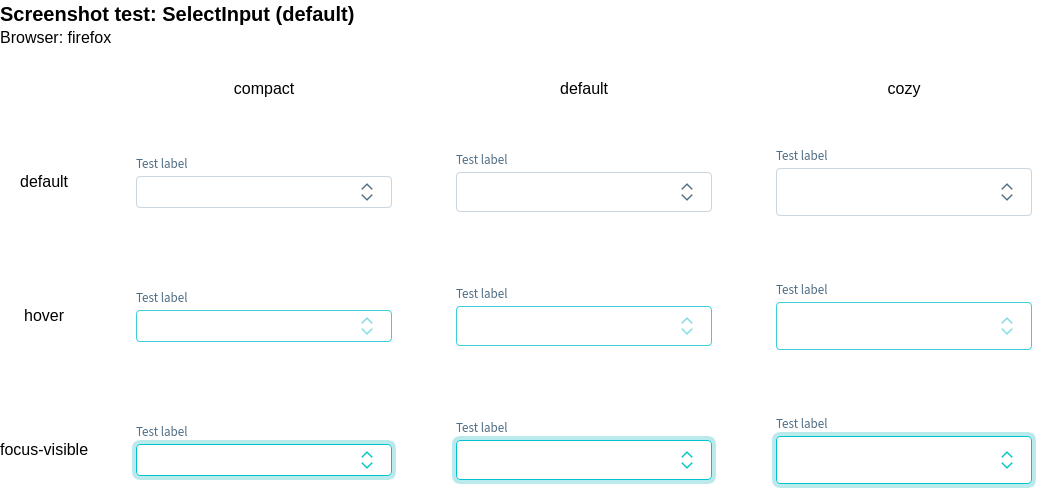 Screenshot test: SelectInput (default)
Browser: firefox
compact default cozy
default Test label Test label Test label
hover Test label Test label Test label
focus-visible Test label Test label Test label